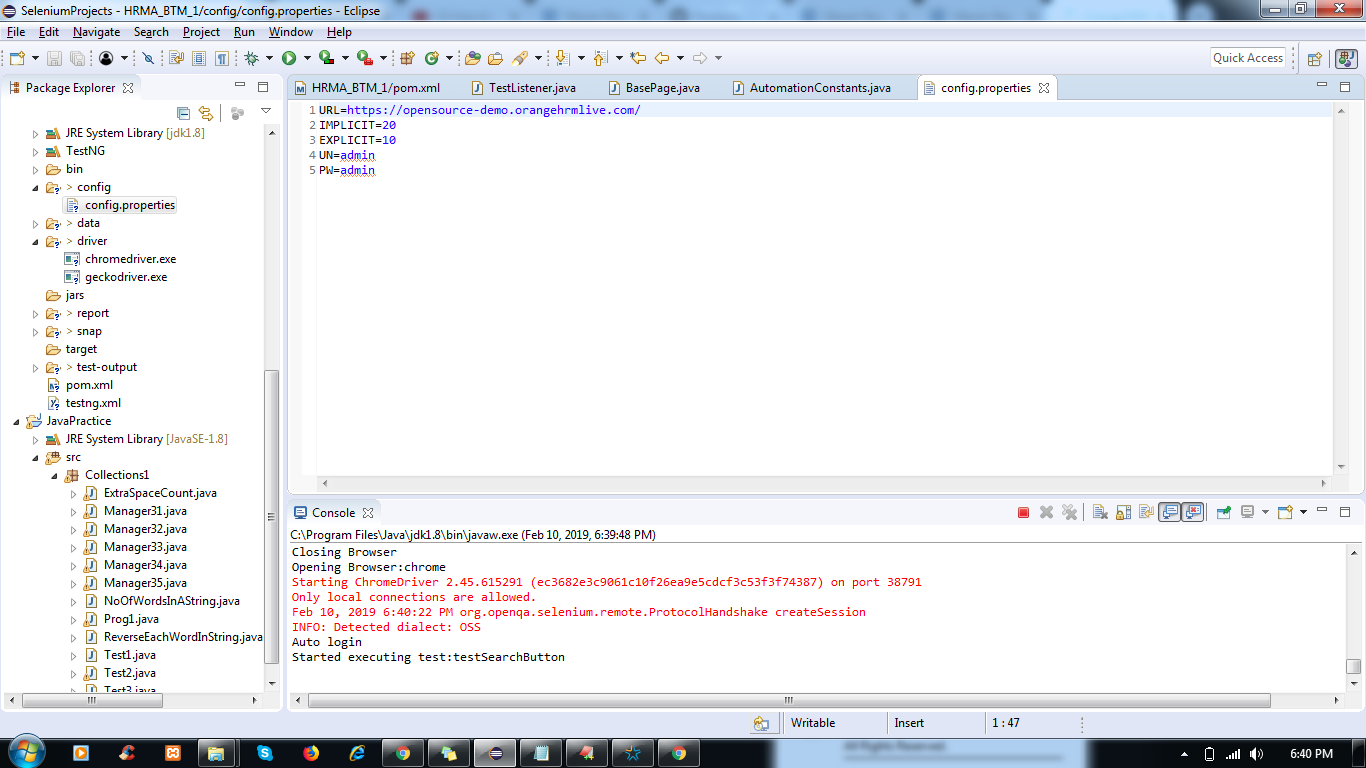 SeleniumProjects - HRMA_BTM_1/config/config.properties - Eclipse
File Edit Navigate Search Project Run Window Help
Quick Access
Package Explorer
JRE System Library [jdk1.8]
TestNG
bin
> config
config.properties
> data
> driver
chromedriver.exe
geckodriver.exe
jars
> report
> snap
target
> test-output
pom.xml
testng.xml
JavaPractice
JRE System Library [JavaSE-1.8]
src
Collections1
ExtraSpaceCount.java
Manager31.java
Manager32.java
Manager33.java
Manager34.java
Manager35.java
NoOfWordsInAString.java
Prog1.java
ReverseEachWordInString.java
Test1.java
Test2.java
Test3.java
HRMA_BTM_1/pom.xml TestListener.java BasePage.java AutomationConstants.java config.properties
1 URL=https://opensource-demo.orangehrmlive.com/
2 IMPLICIT=20
3 EXPLICIT=10
4 UN=admin
5 PW=admin
Console
C:\Program Files\Java\jdk1.8\bin\javaw.exe (Feb 10, 2019, 6:39:48 PM)
Closing Browser
Opening Browser:chrome
Starting ChromeDriver 2.45.615291 (ec3682e3c9061c10f26ea9e5cdcf3c53f3f74387) on port 38791
Only local connections are allowed.
Feb 10, 2019 6:40:22 PM org.openqa.selenium.remote.ProtocolHandshake createSession
INFO: Detected dialect: OSS
Auto login
Started executing test:testSearchButton
Writable Insert 1 : 47
All Rights Reserved.
6:40 PM